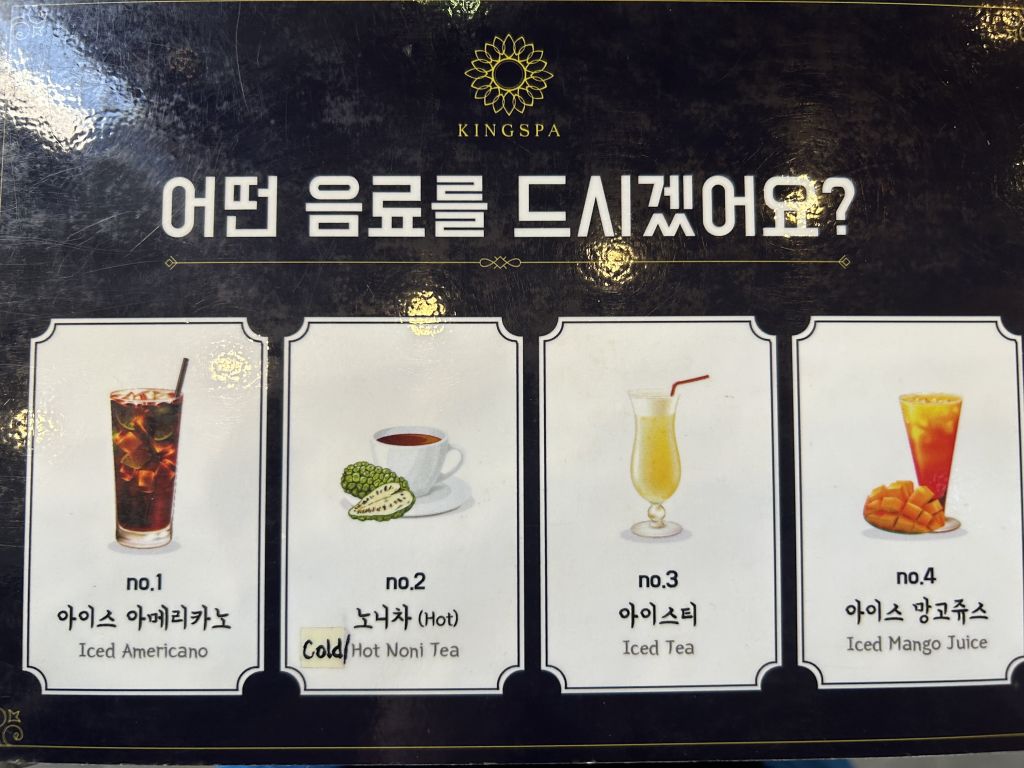 KINGSPA
어떤 음료를 드시겠어요?
no.1
아이스 아메리카노
Iced Americano
no.2
노니차 (Hot)
Cold/Hot Noni Tea
no.3
아이스티
Iced Tea
no.4
아이스 망고쥬스
Iced Mango Juice